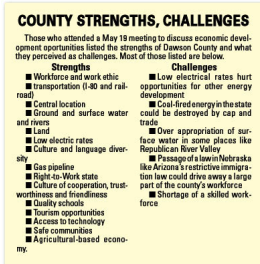 COUNTY STRENGTHS, CHALLENGES
Those who attended a May 19 meeting to discuss economic devel-
opment oportunities listed the strengths of Dawson County and what
they perceived as challenges. Most of those listed are below.
Strengths
■ Workforce and work ethic
■ transportation (I-80 and rail-
road)
■ Central location
■ Ground and surface water
and rivers
■ Land
■ Low electric rates
■ Culture and language diver-
sity
■ Gas pipeline
■ Right-to-Work state
■ Culture of cooperation, trust-
worthiness and friendliness
■ Quality schools
■ Tourism opportunities
■ Access to technology
■ Safe communities
■ Agricultural-based econo-
my.
Challenges
■ Low electrical rates hurt
opportunities for other energy
development
■ Coal-fired energy in the state
could be destroyed by cap and
trade
■ Over appropriation of sur-
face water in some places like
Republican River Valley
■ Passage of a law in Nebraska
like Arizona's restrictive immigra-
tion law could drive away a large
part of the county's workforce
■ Shortage of a skilled work-
force